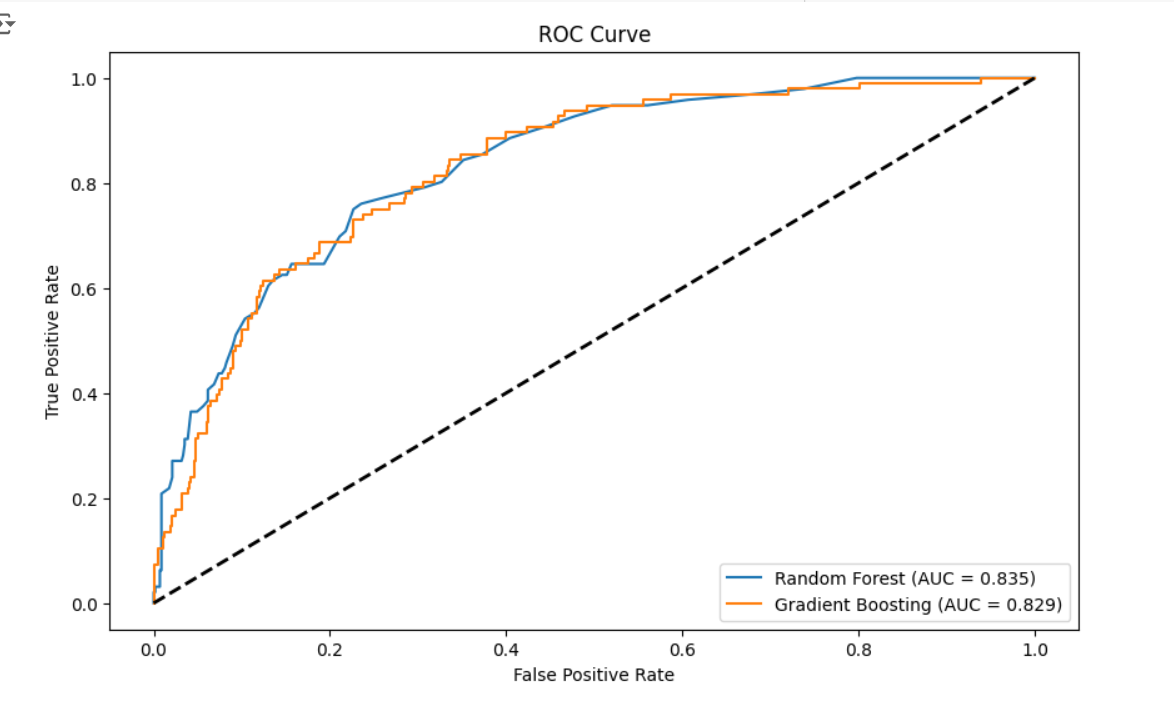 ROC Curve
1.0
0.8
0.6
0.4
0.2
0.0
True Positive Rate
Random Forest (AUC = 0.835)
Gradient Boosting (AUC = 0.829)
0.0 0.2 0.4 0.6 0.8 1.0
False Positive Rate